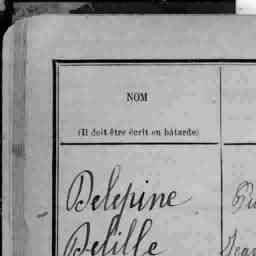 NOM
(Il doit être écrit en bâtarde)
Delepine
Delille